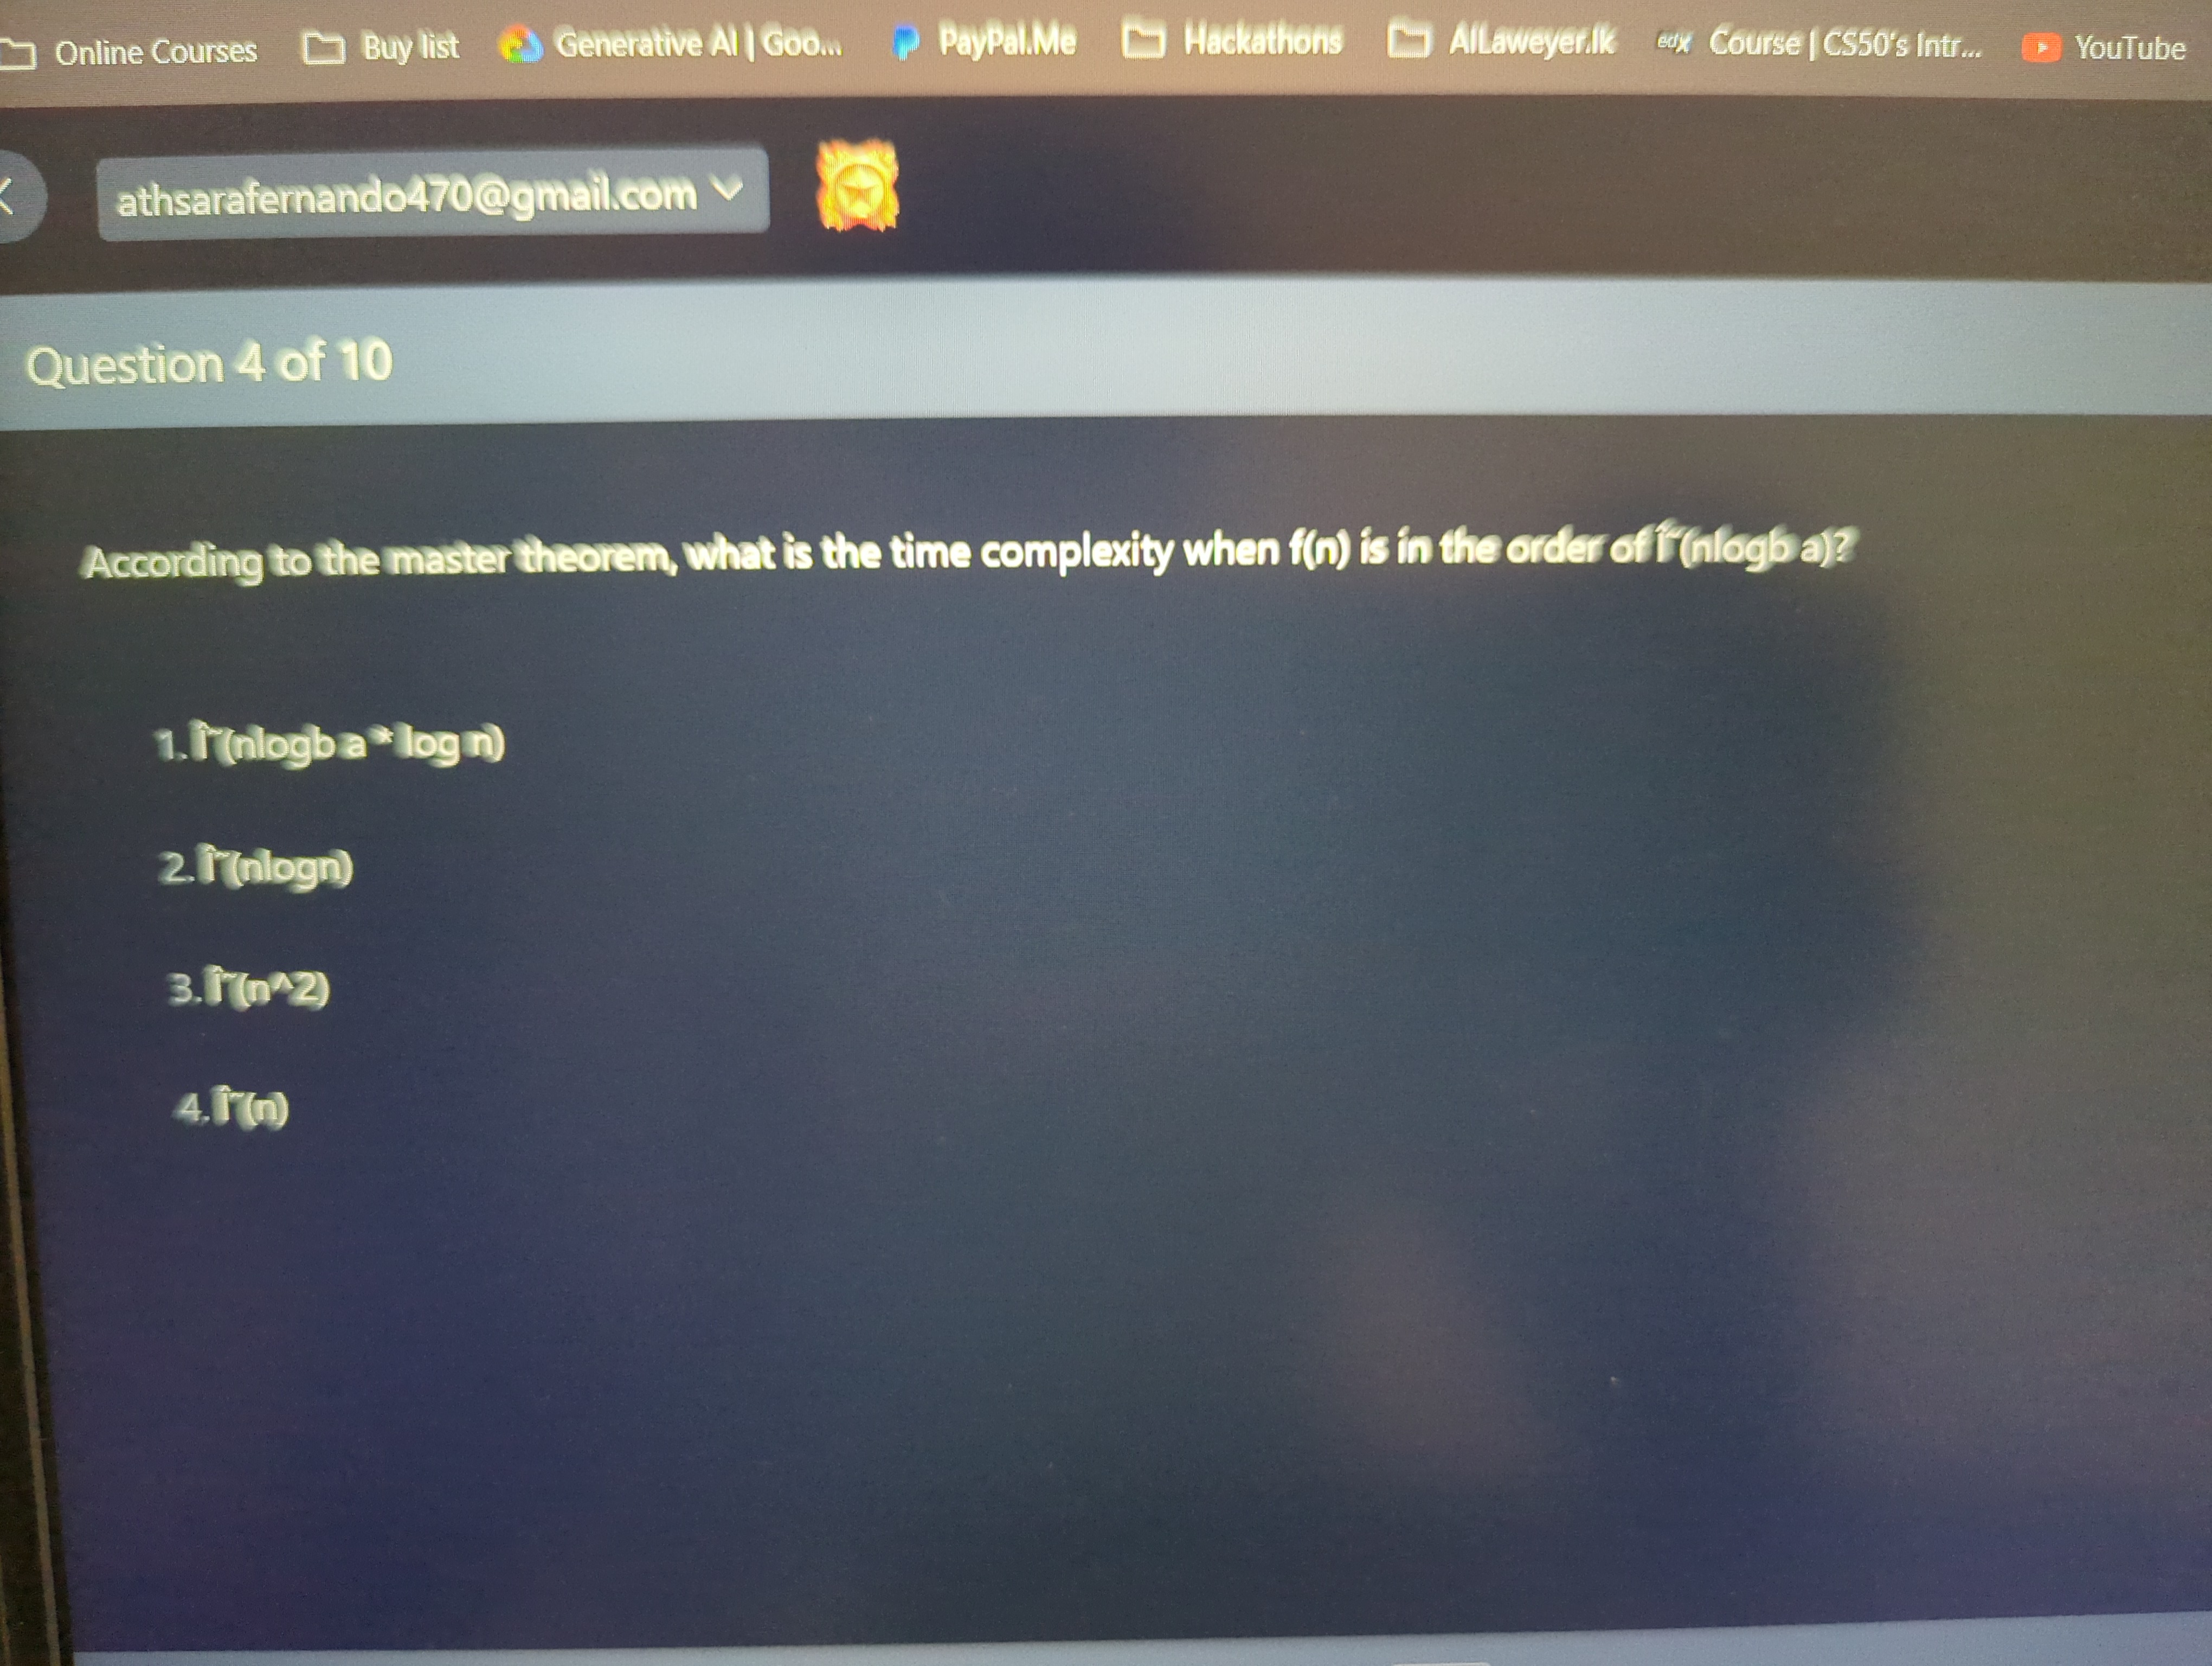 Online Courses Buy list Generative AI | Goo... PayPal.Me Hackathons AILaweyer.lk edX Course | CS50's Intr... YouTube
athsarafernando470@gmail.com
Question 4 of 10
According to the master theorem, what is the time complexity when f(n) is in the order of Î˜(nlogb a)?
1.Î˜(nlogb a * log n)
2.Î˜(nlogn)
3.Î˜(n^2)
4.Î˜(n)